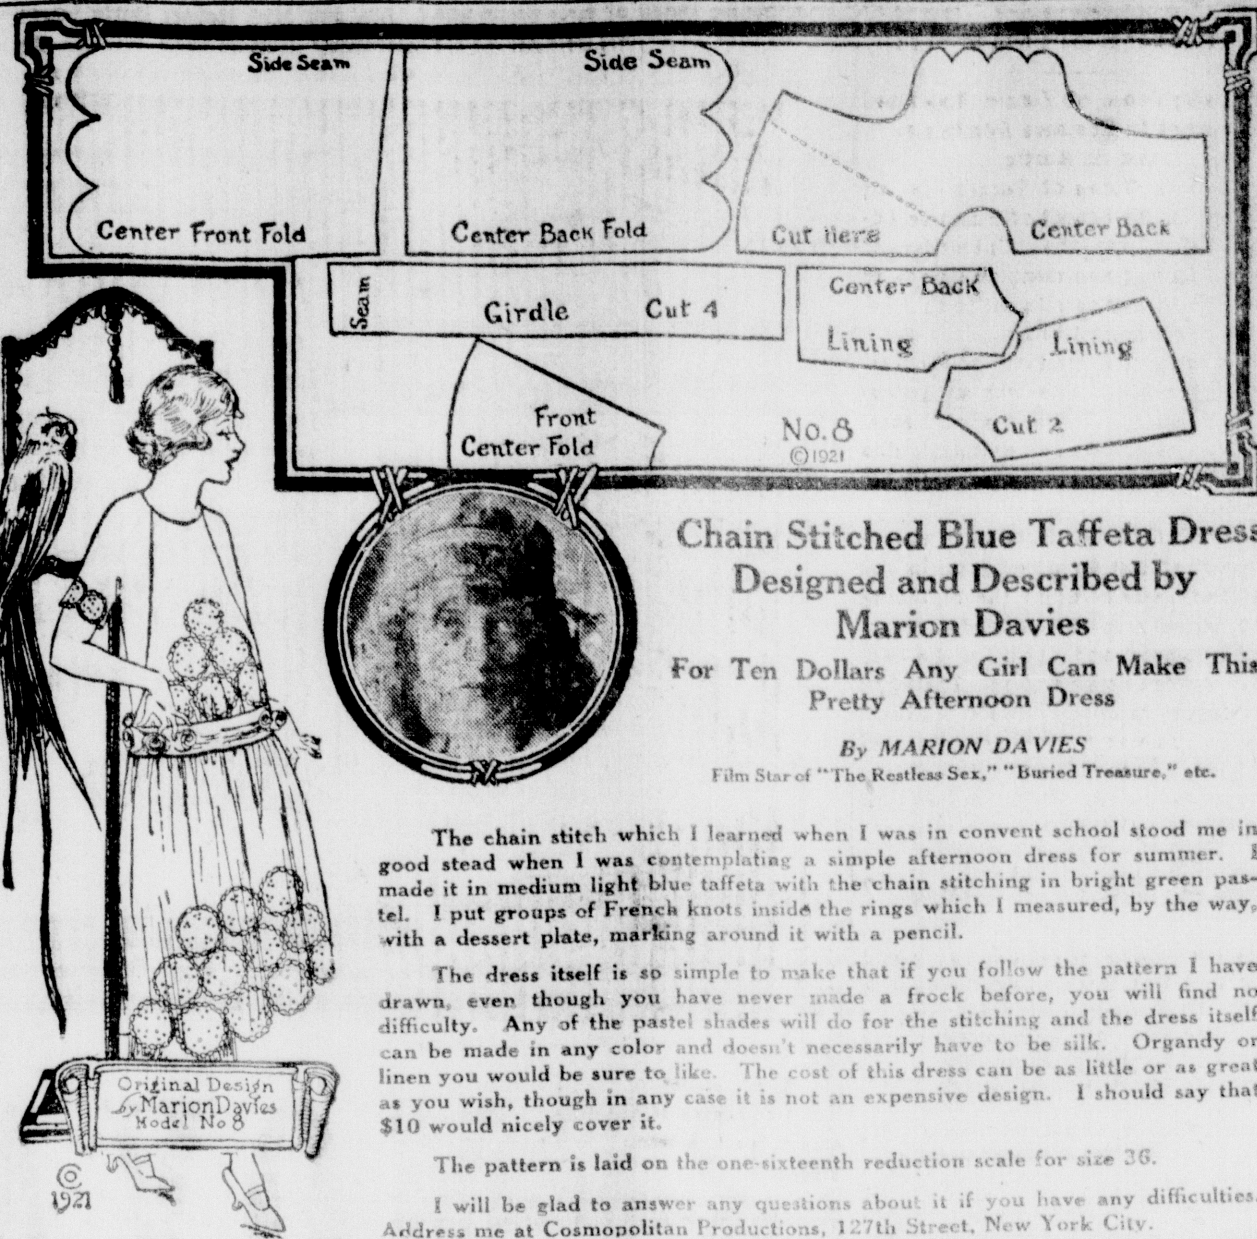 Side Seam
Center Front Fold
Side Seam
Center Back Fold
Cut Here
Center Back
Seam
Girdle Cut 4
Center Back
Lining
Lining
Cut 2
Front
Center Fold
No. 8
©1921
Chain Stitched Blue Taffeta Dress
Designed and Described by
Marion Davies
For Ten Dollars Any Girl Can Make This
Pretty Afternoon Dress
By MARION DAVIES
Film Star of "The Restless Sex," "Buried Treasure," etc.
The chain stitch which I learned when I was in convent school stood me in
good stead when I was contemplating a simple afternoon dress for summer. I
made it in medium light blue taffeta with the chain stitching in bright green pas-
tel. I put groups of French knots inside the rings which I measured, by the way,
with a dessert plate, marking around it with a pencil.
The dress itself is so simple to make that if you follow the pattern I have
drawn, even though you have never made a frock before, you will find no
difficulty. Any of the pastel shades will do for the stitching and the dress itself
can be made in any color and doesn't necessarily have to be silk. Organdy or
linen you would be sure to like. The cost of this dress can be as little or as great
as you wish, though in any case it is not an expensive design. I should say that
$10 would nicely cover it.
The pattern is laid on the one-sixteenth reduction scale for size 36.
I will be glad to answer any questions about it if you have any difficulties.
Address me at Cosmopolitan Productions, 127th Street, New York City.
Original Design
by Marion Davies
Model No 8
©
1921